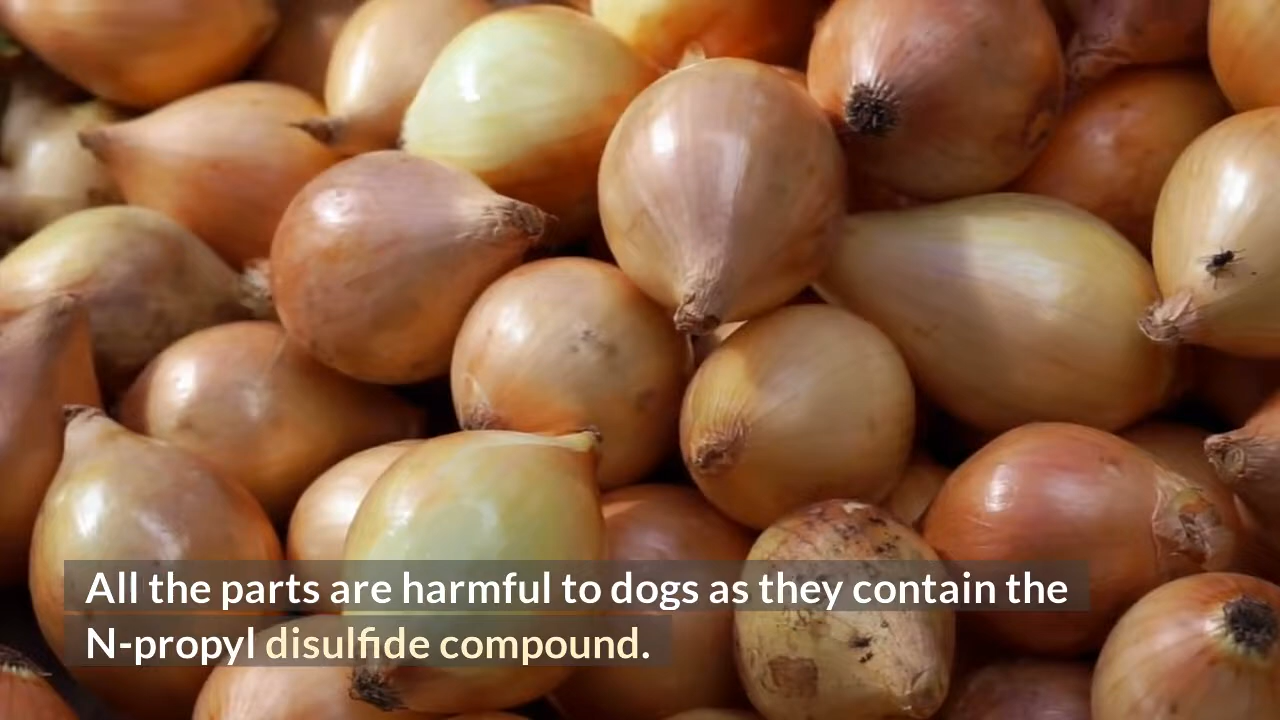 All the parts are harmful to dogs as they contain the
N-propyl disulfide compound.